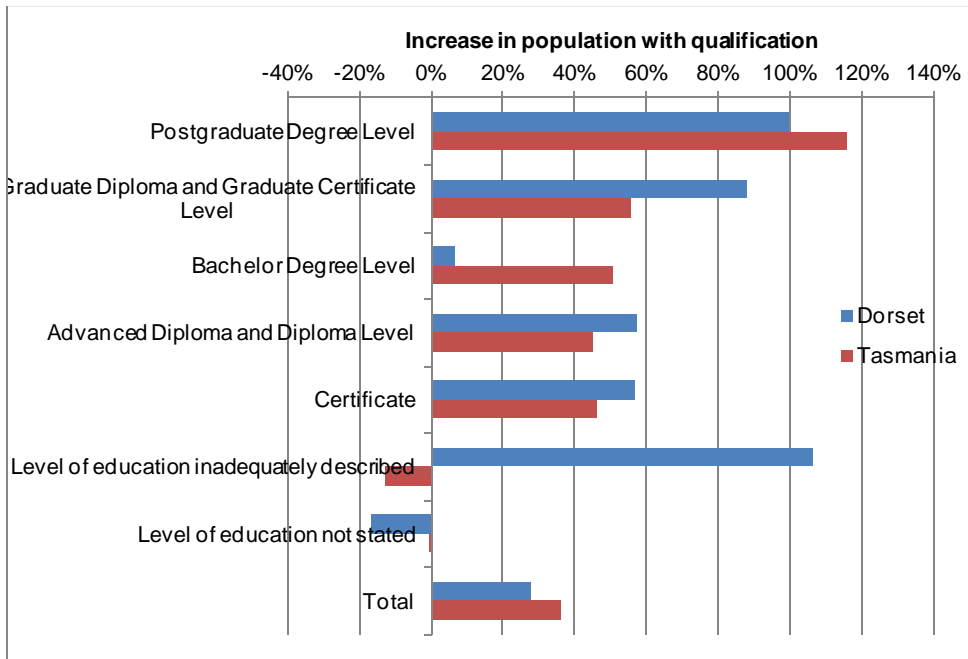 Increase in population with qualification
-40% -20% 0% 20% 40% 60% 80% 100% 120% 140%
Postgraduate Degree Level
Graduate Diploma and Graduate Certificate
Level
Bachelor Degree Level
Advanced Diploma and Diploma Level
Dorset
Tasmania
Certificate
Level of education inadequately described
Level of education not stated
Total